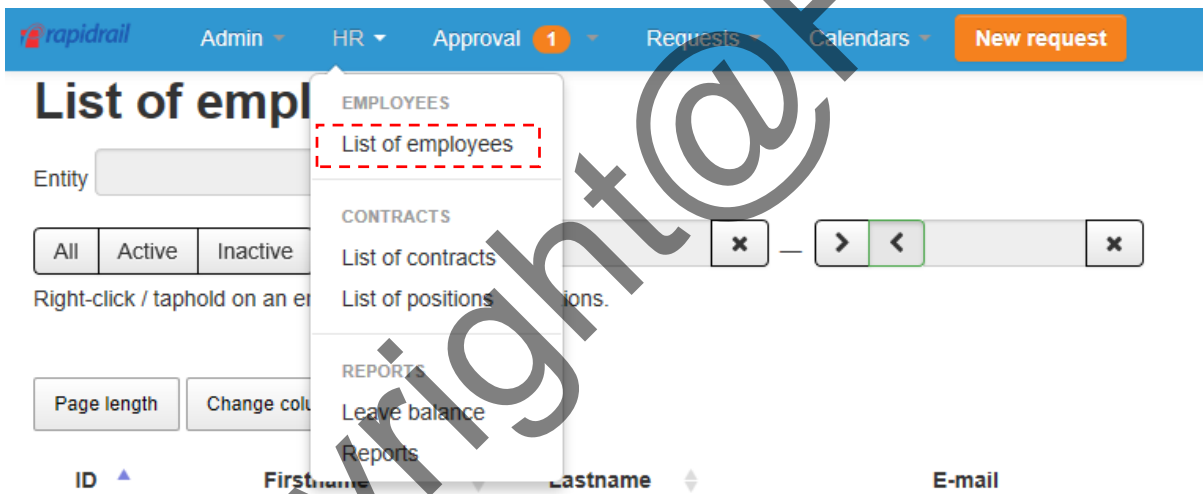 rapidrail Admin HR Approval 1 Requests Calendars New request
List of empl
EMPLOYEES
List of employees
Entity
CONTRACTS
All Active Inactive
List of contracts
Right-click / taphold on an
List of positions
ions.
REPORTS
Page length Change
Leave balance
Reports
ID Firstname Lastname E-mail